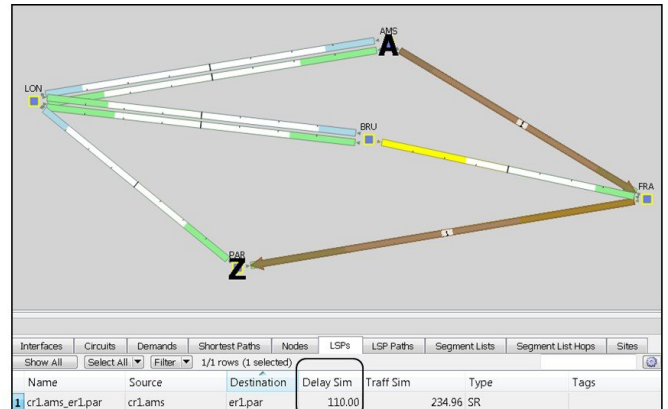 AMS
A
LON
BRU
1
FRA
1
PAR
Z
Interfaces Circuits Demands Shortest Paths Nodes LSPs LSP Paths Segment Lists Segment List Hops Sites
Show All Select All Filter 1/1 rows (1 selected)
Name Source Destination Delay Sim Traff Sim Type Tags
1 cr1.ams_er1.par cr1.ams er1.par 110.00 234.96 SR